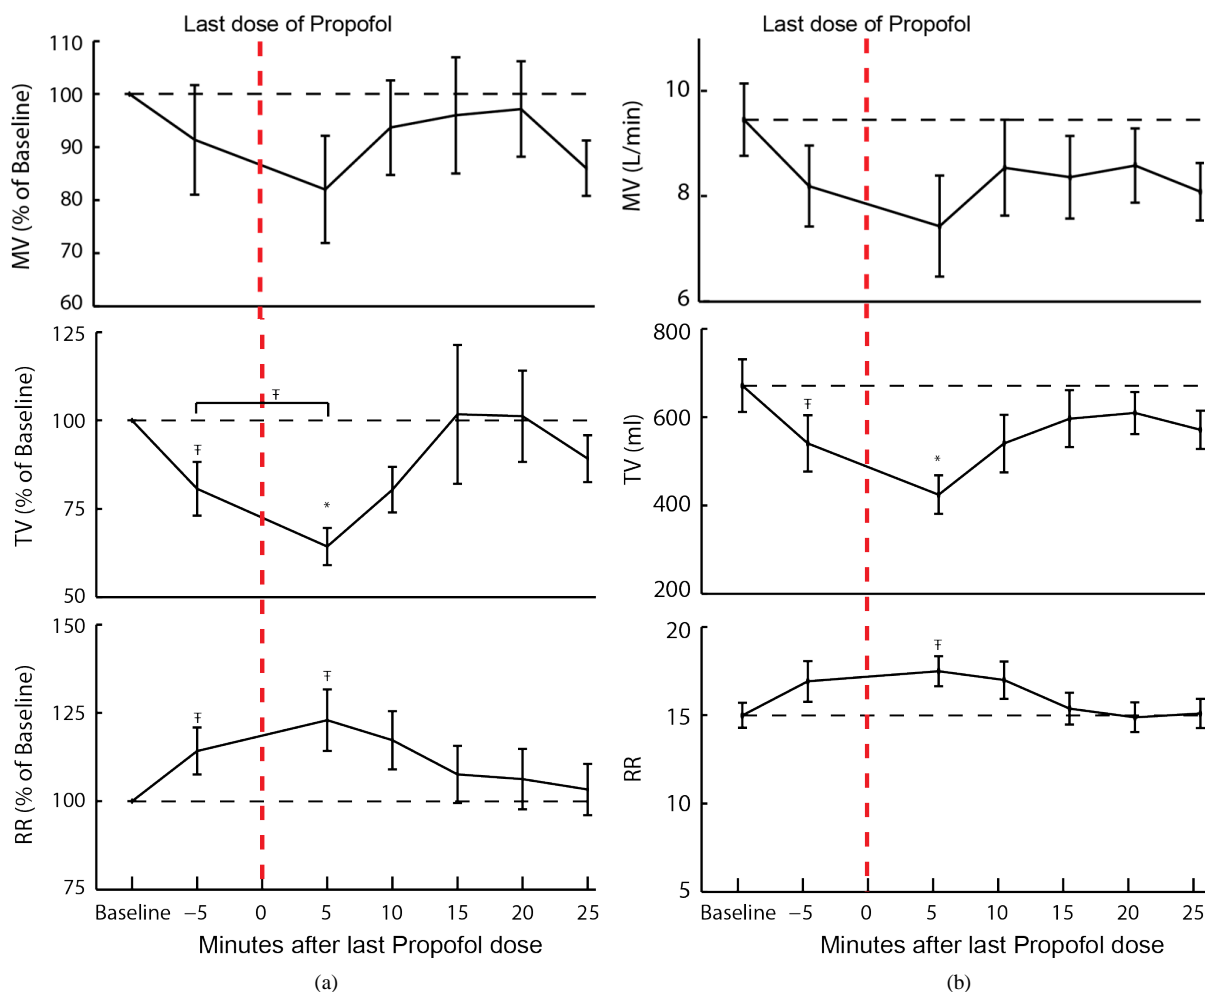 Last dose of Propofol
MV (% of Baseline)
110
100
90
80
70
60
TV (% of Baseline)
125
100
75
50
Ŧ
Ŧ
*
RR (% of Baseline)
150
125
100
75
Ŧ
Ŧ
Baseline −5 0 5 10 15 20 25
Minutes after last Propofol dose
(a)
Last dose of Propofol
MV (L/min)
10
8
6
TV (ml)
800
600
400
200
Ŧ
*
RR
20
15
10
5
Ŧ
Baseline −5 0 5 10 15 20 25
Minutes after last Propofol dose
(b)